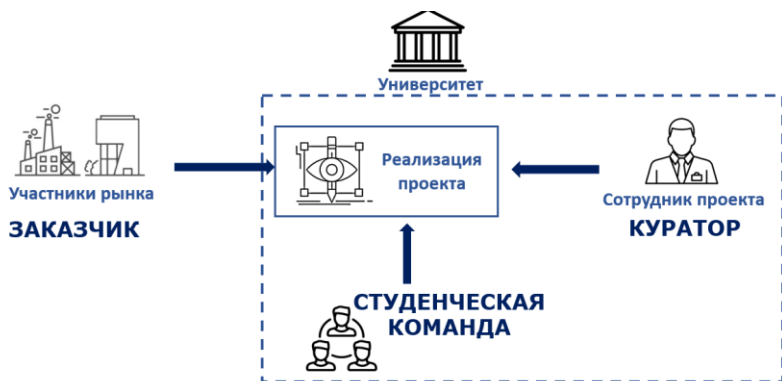 Университет
Реализация
проекта
Участники рынка
ЗАКАЗЧИК
Сотрудник проекта
КУРАТОР
СТУДЕНЧЕСКАЯ
КОМАНДА